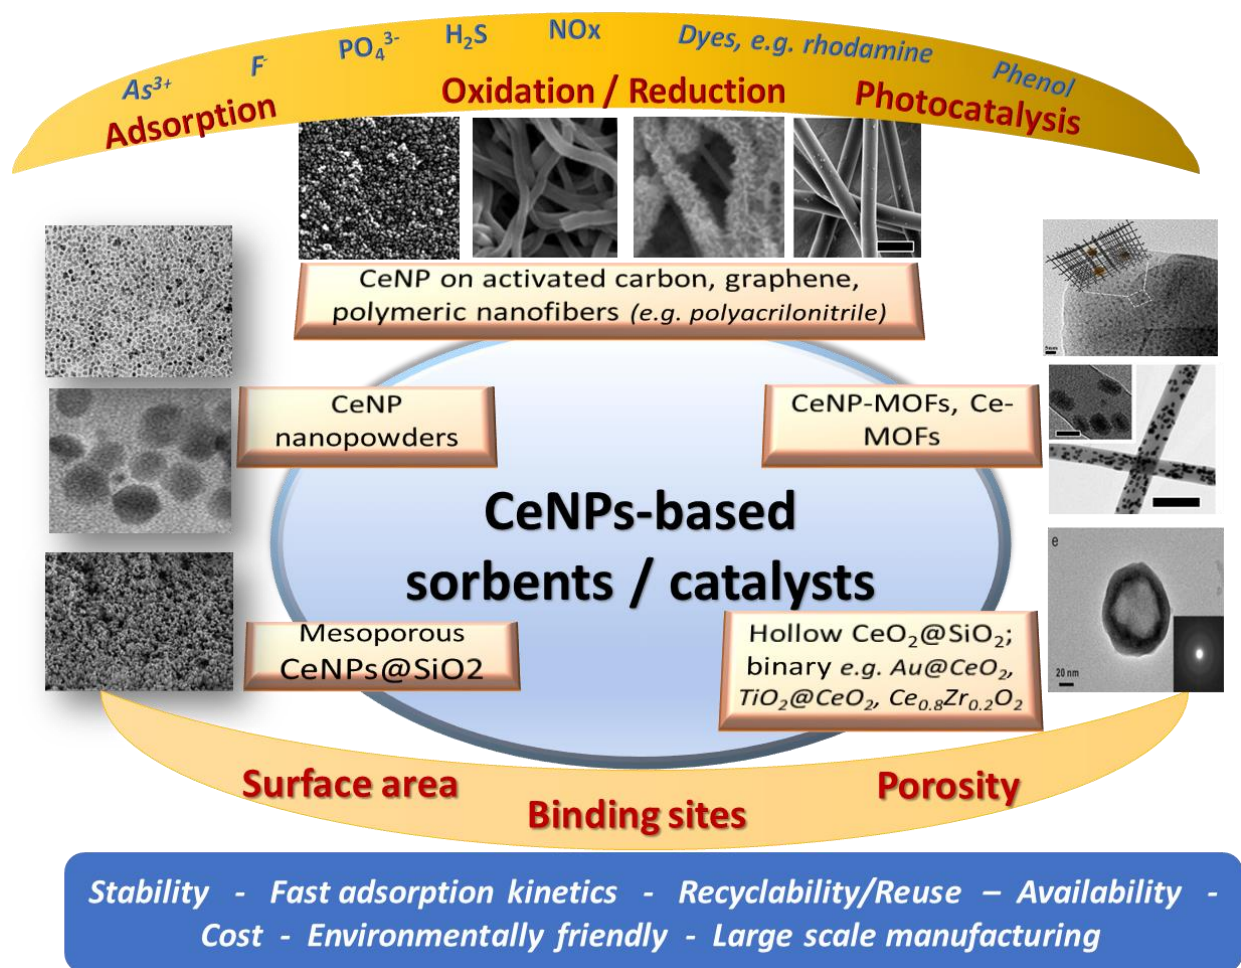 As³⁺ F⁻ PO₄³⁻ H₂S NOx Dyes, e.g. rhodamine Phenol
Adsorption Oxidation / Reduction Photocatalysis
CeNP on activated carbon, graphene,
polymeric nanofibers (e.g. polyacrilonitrile)
CeNP
nanopowders
CeNP-MOFs, Ce-
MOFs
CeNPs-based
sorbents / catalysts
Mesoporous
CeNPs@SiO2
Hollow CeO₂@SiO₂;
binary e.g. Au@CeO₂,
TiO₂@CeO₂, Ce₀.₈Zr₀.₂O₂
e
20 nm
Surface area
Binding sites
Porosity
Stability - Fast adsorption kinetics - Recyclability/Reuse – Availability -
Cost - Environmentally friendly - Large scale manufacturing